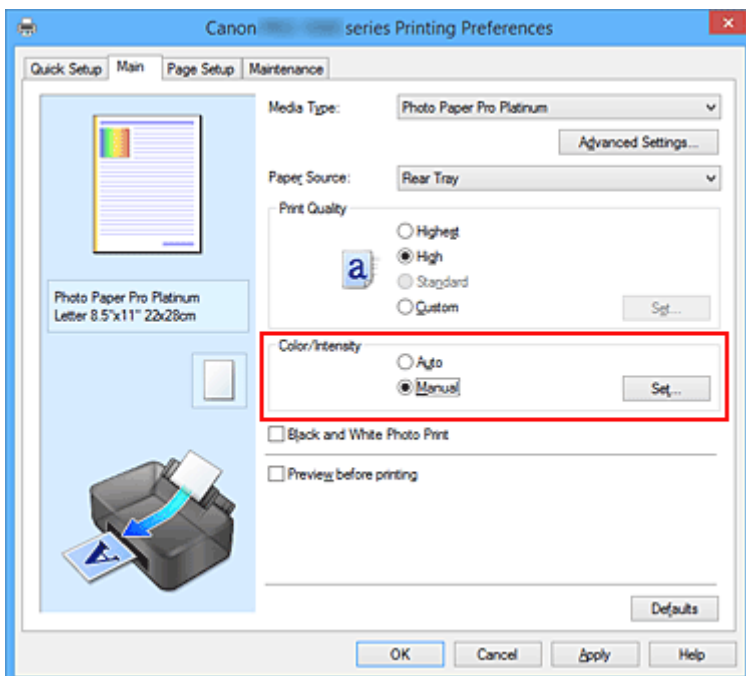 Canon series Printing Preferences
Quick Setup Main Page Setup Maintenance
Media Type: Photo Paper Pro Platinum
Advanced Settings...
Paper Source: Rear Tray
Print Quality
Highest
High
Standard
Custom Set...
Photo Paper Pro Platinum
Letter 8.5"x11" 22x28cm
Color/Intensity
Auto
Manual Set...
Black and White Photo Print
Preview before printing
Defaults
OK Cancel Apply Help